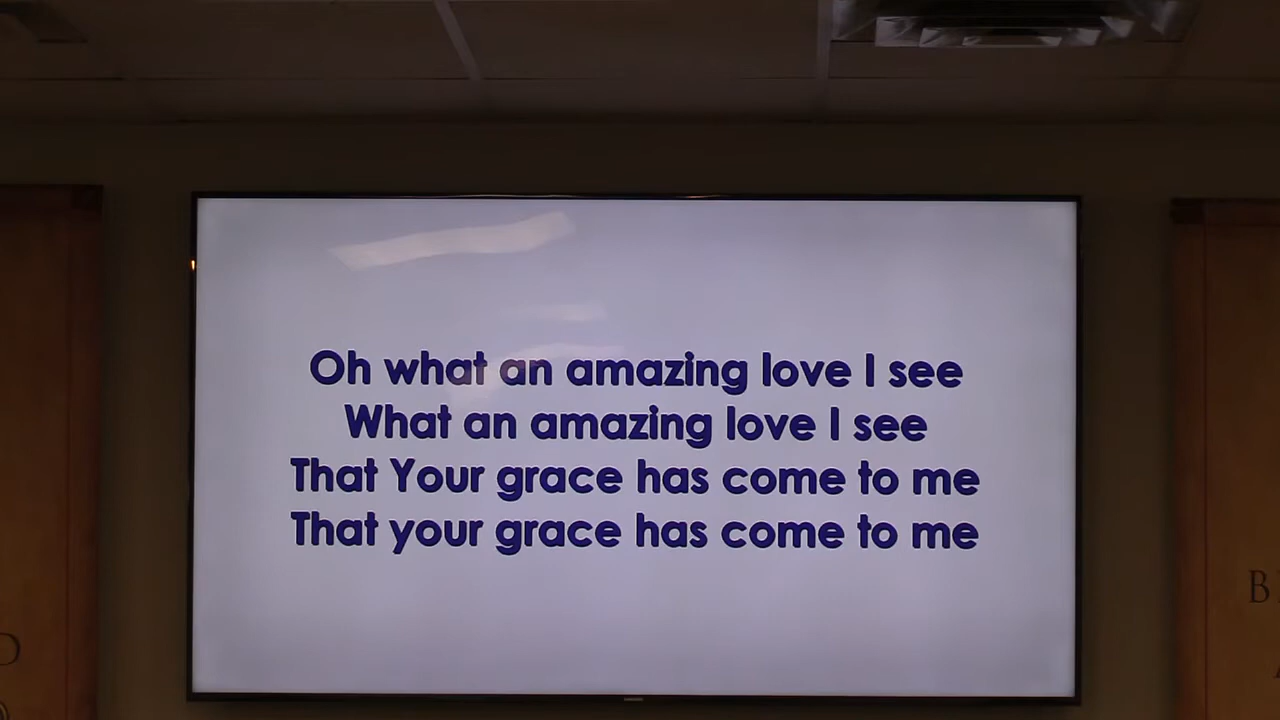 Oh what an amazing love I see
What an amazing love I see
That Your grace has come to me
That your grace has come to me